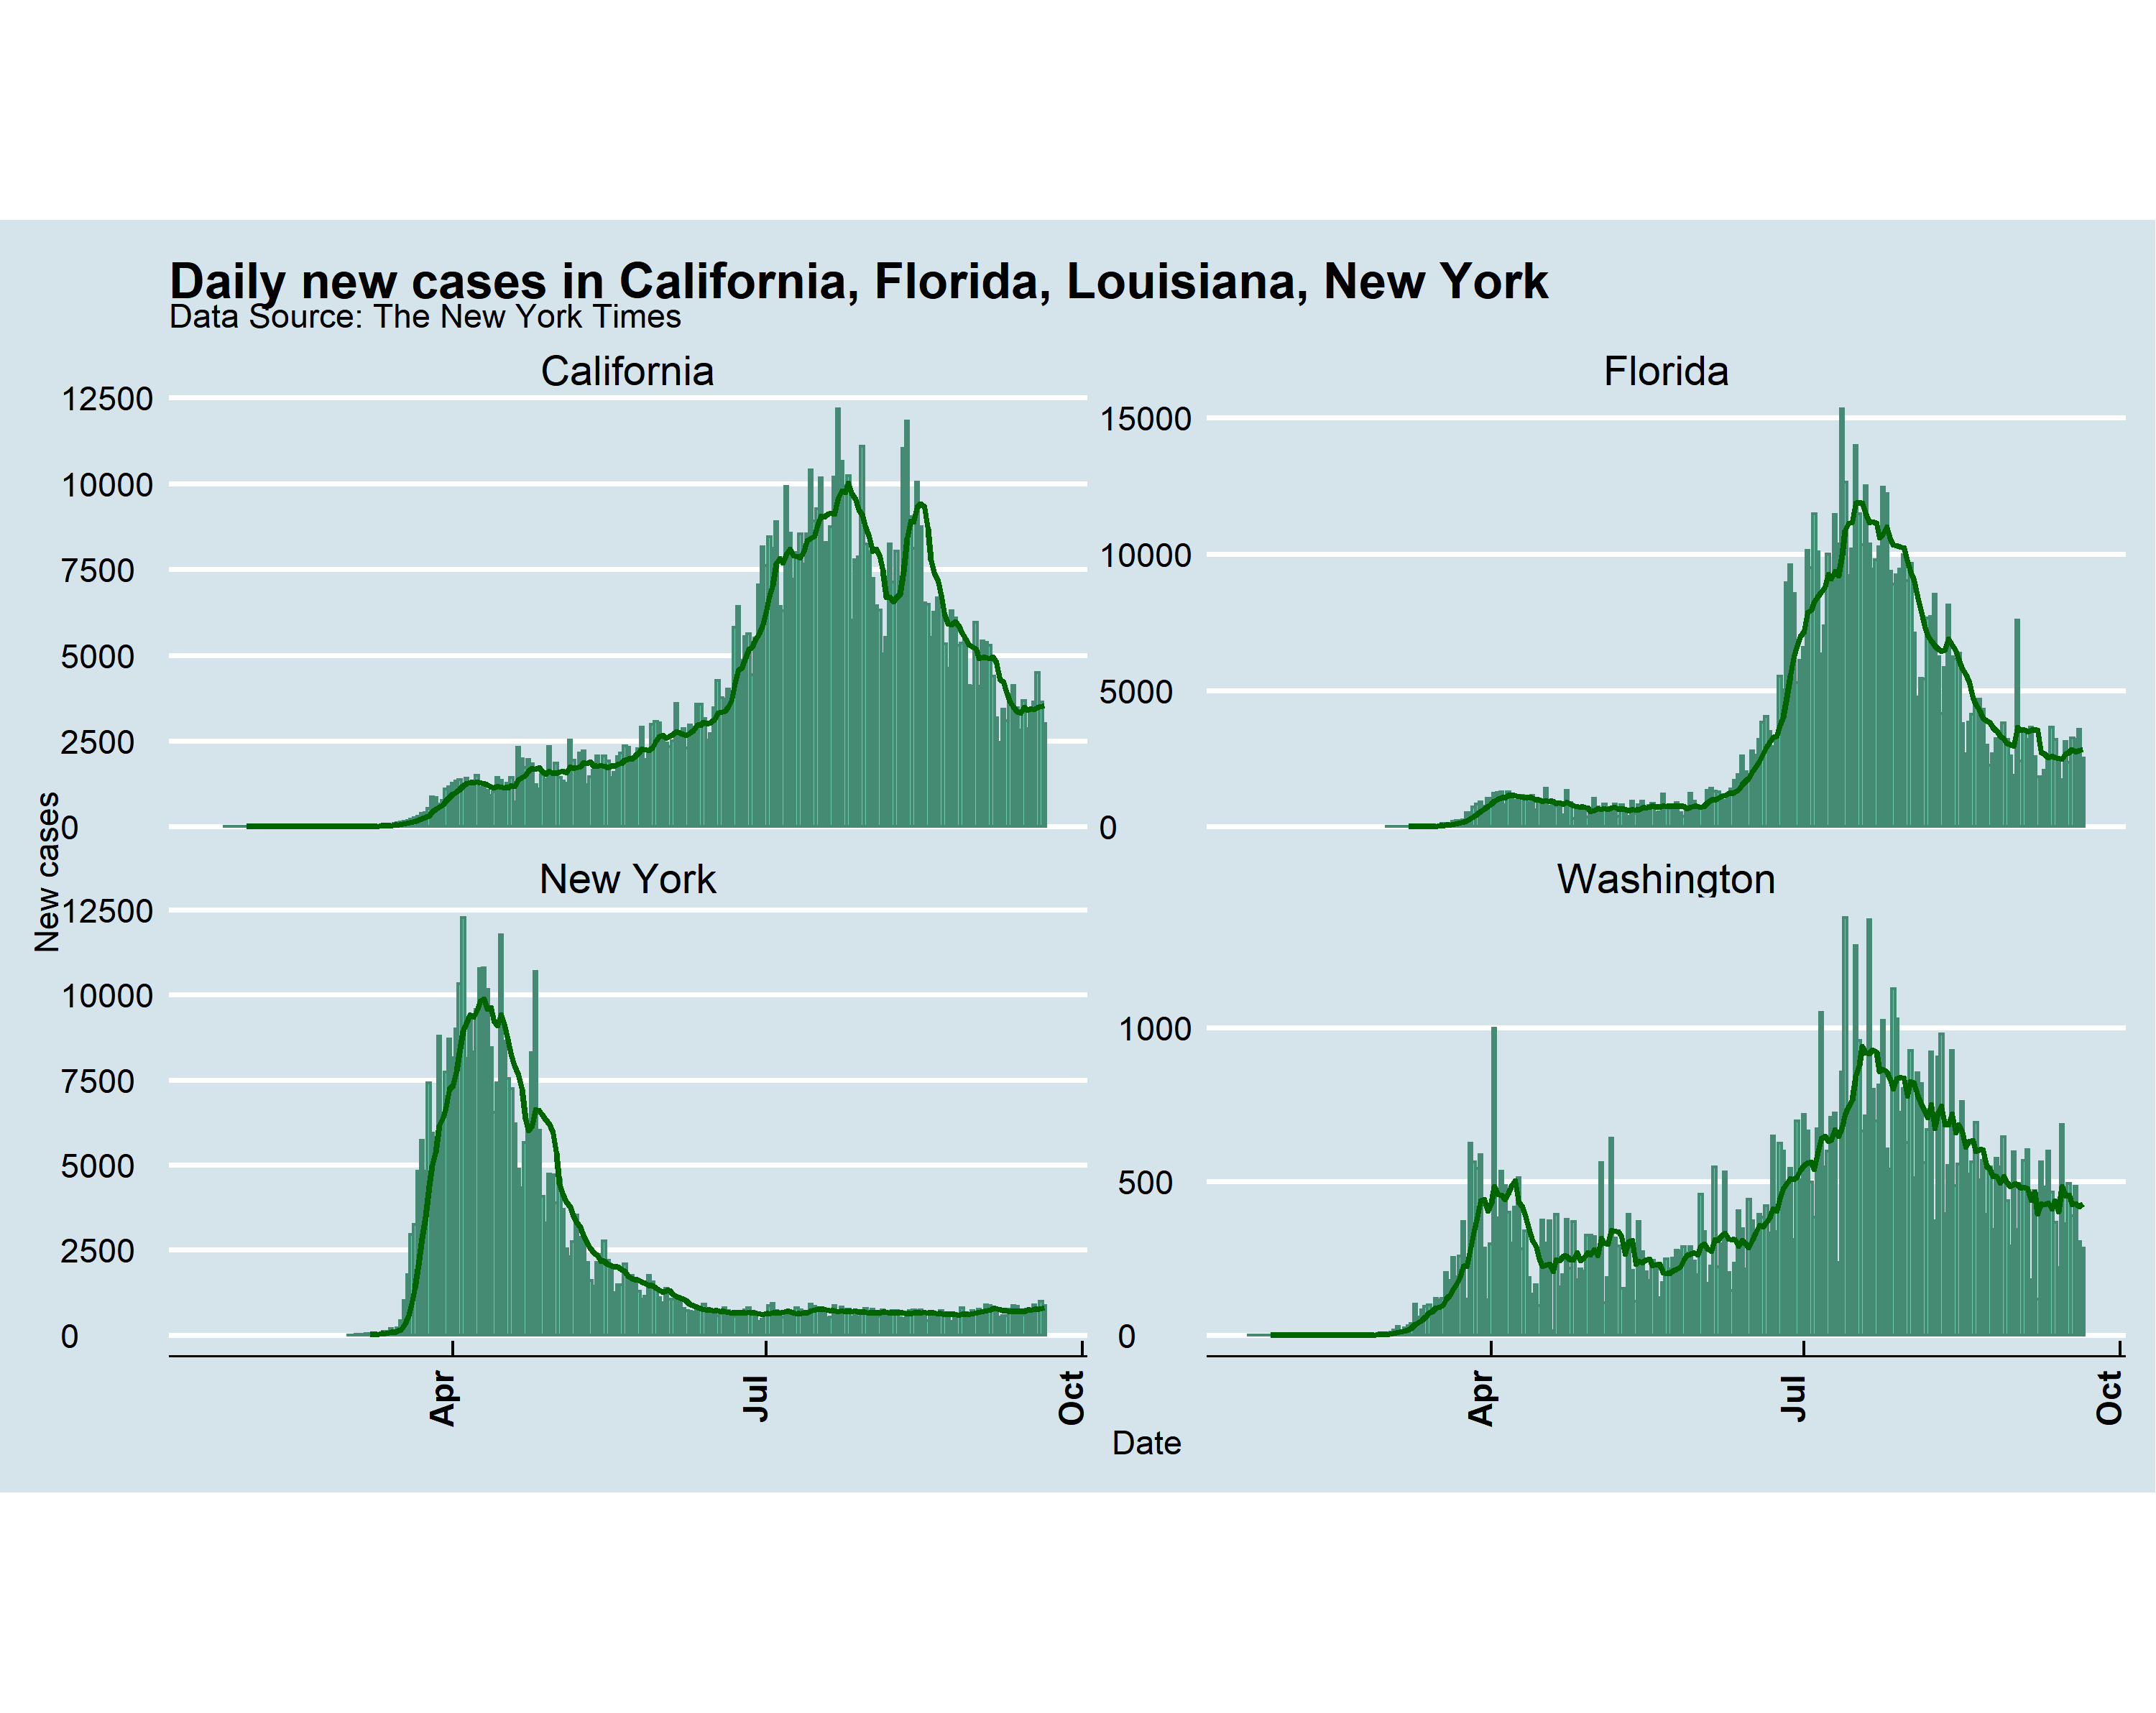 Daily new cases in California, Florida, Louisiana, New York
Data Source: The New York Times
California
12500
10000
7500
5000
2500
0
Florida
15000
10000
5000
0
New York
12500
10000
7500
5000
2500
0
Washington
1000
500
0
New cases
Apr
Jul
Oct
Apr
Jul
Oct
Date